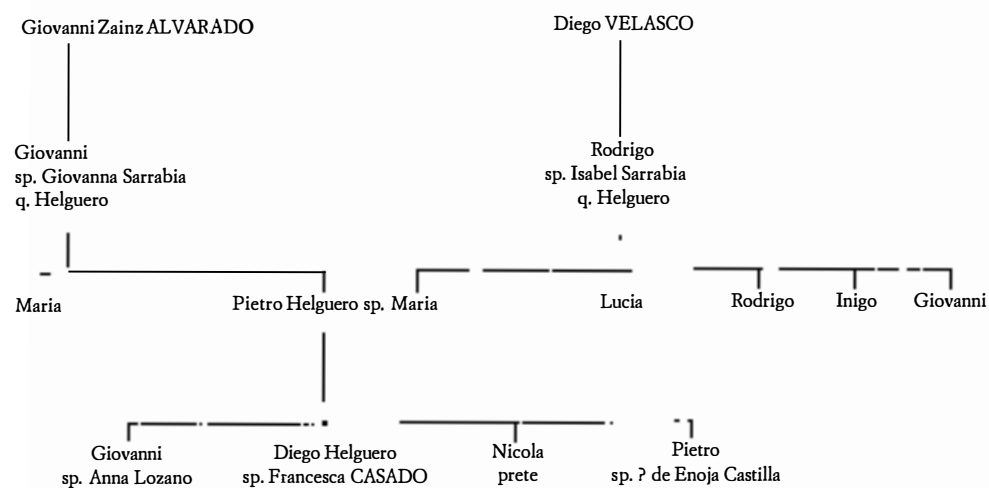 Giovanni Zainz ALVARADO
Diego VELASCO
Giovanni
sp. Giovanna Sarrabia
q. Helguero
Rodrigo
sp. Isabel Sarrabia
q. Helguero
Maria
Pietro Helguero sp. Maria
Lucia
Rodrigo
Inigo
Giovanni
Giovanni
sp. Anna Lozano
Diego Helguero
sp. Francesca CASADO
Nicola
prete
Pietro
sp. ? de Enoja Castilla